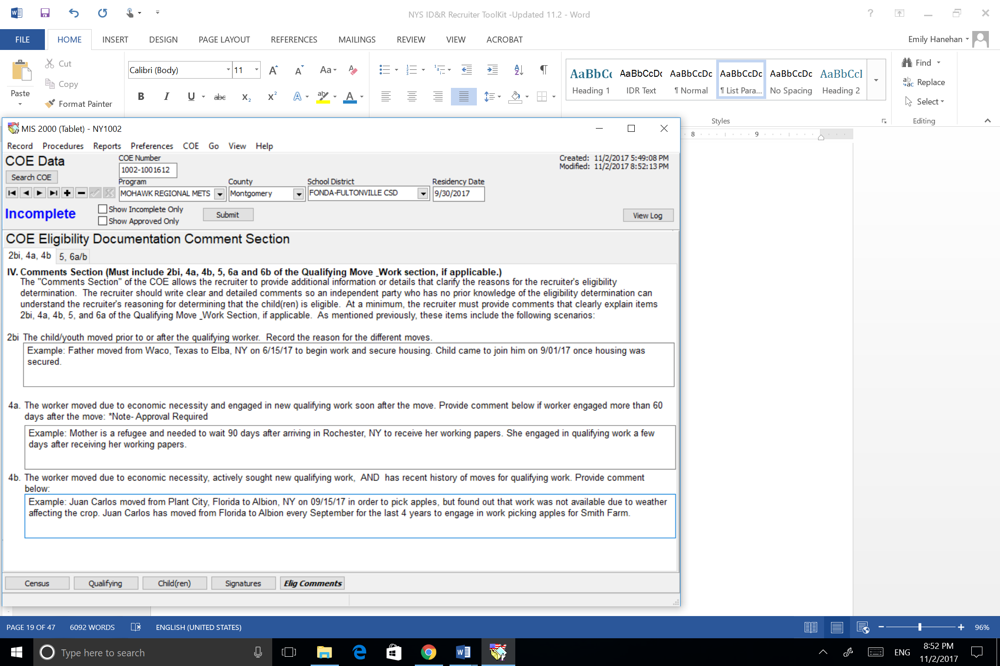 NYS ID&R Recruiter ToolKit -Updated 11.2 - Word
FILE HOME INSERT DESIGN PAGE LAYOUT REFERENCES MAILINGS REVIEW VIEW ACROBAT
Emily Hanehan
Paste
Cut
Copy
Format Painter
Calibri (Body) 11
AaBbCc AaBbCcDc AaBbCcDc AaBbCcDc AaBbCcDc AaBbCcI
Heading 1 IDR Text ¶ Normal ¶ List Para... No Spacing Heading 2
Styles
Find
Replace
Select
Editing
8 9
MIS 2000 (Tablet) - NY1002
Record Procedures Reports Preferences COE Go View Help
COE Data
Search COE
COE Number
1002-1001612
Created: 11/2/2017 5:49:08 PM
Modified: 11/2/2017 8:52:13 PM
Program County School District Residency Date
MOHAWK REGIONAL METS Montgomery FONDA-FULTONVILLE CSD 9/30/2017
Incomplete
Show Incomplete Only
Show Approved Only
Submit
View Log
COE Eligibility Documentation Comment Section
2bi, 4a, 4b 5, 6a/b
IV. Comments Section (Must include 2bi, 4a, 4b, 5, 6a and 6b of the Qualifying Move _Work section, if applicable.)
The "Comments Section" of the COE allows the recruiter to provide additional information or details that clarify the reasons for the recruiter's eligibility
determination. The recruiter should write clear and detailed comments so an independent party who has no prior knowledge of the eligibility determination can
understand the recruiter's reasoning for determining that the child(ren) is eligible. At a minimum, the recruiter must provide comments that clearly explain items
2bi, 4a, 4b, 5, and 6a of the Qualifying Move _Work Section, if applicable. As mentioned previously, these items include the following scenarios:
2bi The child/youth moved prior to or after the qualifying worker. Record the reason for the different moves.
Example: Father moved from Waco, Texas to Elba, NY on 6/15/17 to begin work and secure housing. Child came to join him on 9/01/17 once housing was
secured.
4a. The worker moved due to economic necessity and engaged in new qualifying work soon after the move. Provide comment below if worker engaged more than 60
days after the move: *Note- Approval Required
Example: Mother is a refugee and needed to wait 90 days after arriving in Rochester, NY to receive her working papers. She engaged in qualifying work a few
days after receiving her working papers.
4b. The worker moved due to economic necessity, actively sought new qualifying work, AND has recent history of moves for qualifying work. Provide comment
below:
Example: Juan Carlos moved from Plant City, Florida to Albion, NY on 09/15/17 in order to pick apples, but found out that work was not available due to weather
affecting the crop. Juan Carlos has moved from Florida to Albion every September for the last 4 years to engage in work picking apples for Smith Farm.
Census Qualifying Child(ren) Signatures Elig Comments
PAGE 19 OF 47 6092 WORDS ENGLISH (UNITED STATES) 96%
Type here to search
ENG
8:52 PM
11/2/2017